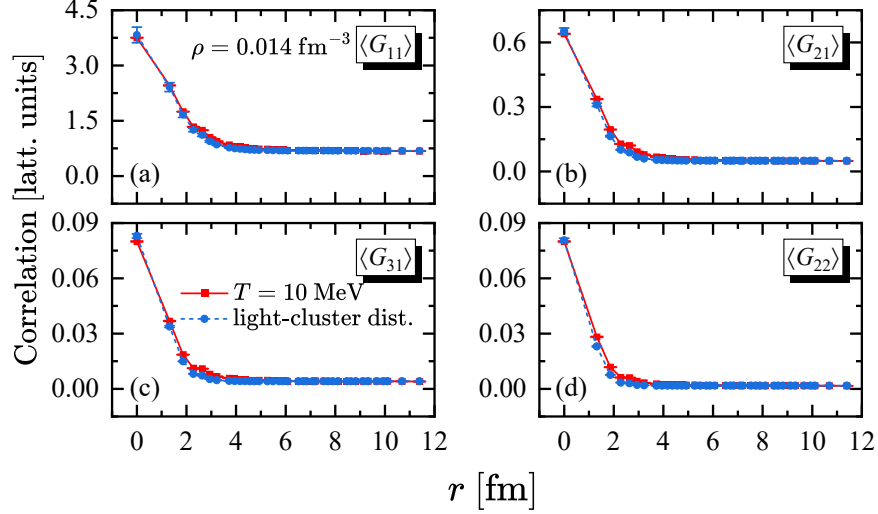 Correlation [latt. units]
4.5
3.0
1.5
0.0
ρ = 0.014 fm⁻³
⟨G₁₁⟩
(a)
0.6
0.3
0.0
⟨G₂₁⟩
(b)
0.09
0.06
0.03
0.00
⟨G₃₁⟩
T = 10 MeV
light-cluster dist.
(c)
0 2 4 6 8 10 12
0.09
0.06
0.03
0.00
⟨G₂₂⟩
(d)
0 2 4 6 8 10 12
r [fm]